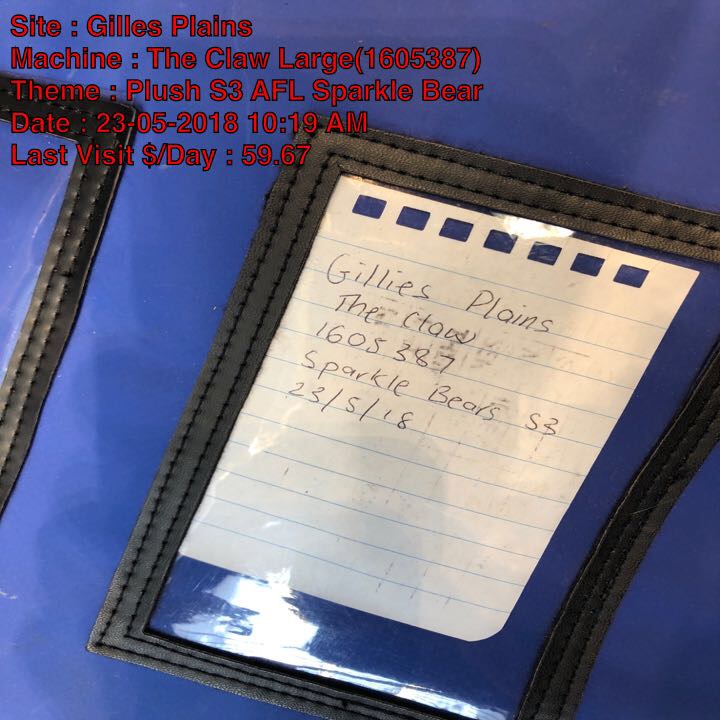 Site : Gilles Plains
Machine : The Claw Large(1605387)
Theme : Plush S3 AFL Sparkle Bear
Date : 23-05-2018 10:19 AM
Last Visit $/Day : 59.67
Gillies Plains
The Claw
1605387
Sparkle Bears S3
23/5/18